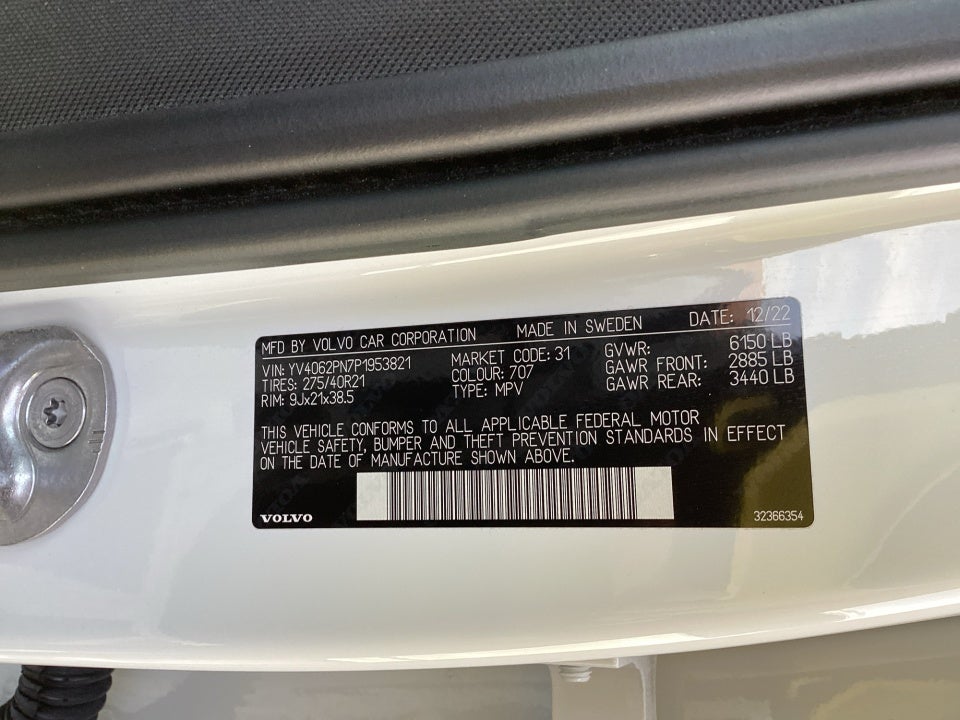 MFD BY VOLVO CAR CORPORATION MADE IN SWEDEN DATE: 12/22
VIN: YV4062PN7P1953821 MARKET CODE: 31 GVWR: 6150 LB
TIRES: 275/40R21 COLOUR: 707 GAWR FRONT: 2885 LB
RIM: 9Jx21x38.5 TYPE: MPV GAWR REAR: 3440 LB
THIS VEHICLE CONFORMS TO ALL APPLICABLE FEDERAL MOTOR
VEHICLE SAFETY, BUMPER AND THEFT PREVENTION STANDARDS IN EFFECT
ON THE DATE OF MANUFACTURE SHOWN ABOVE.
VOLVO 32366354